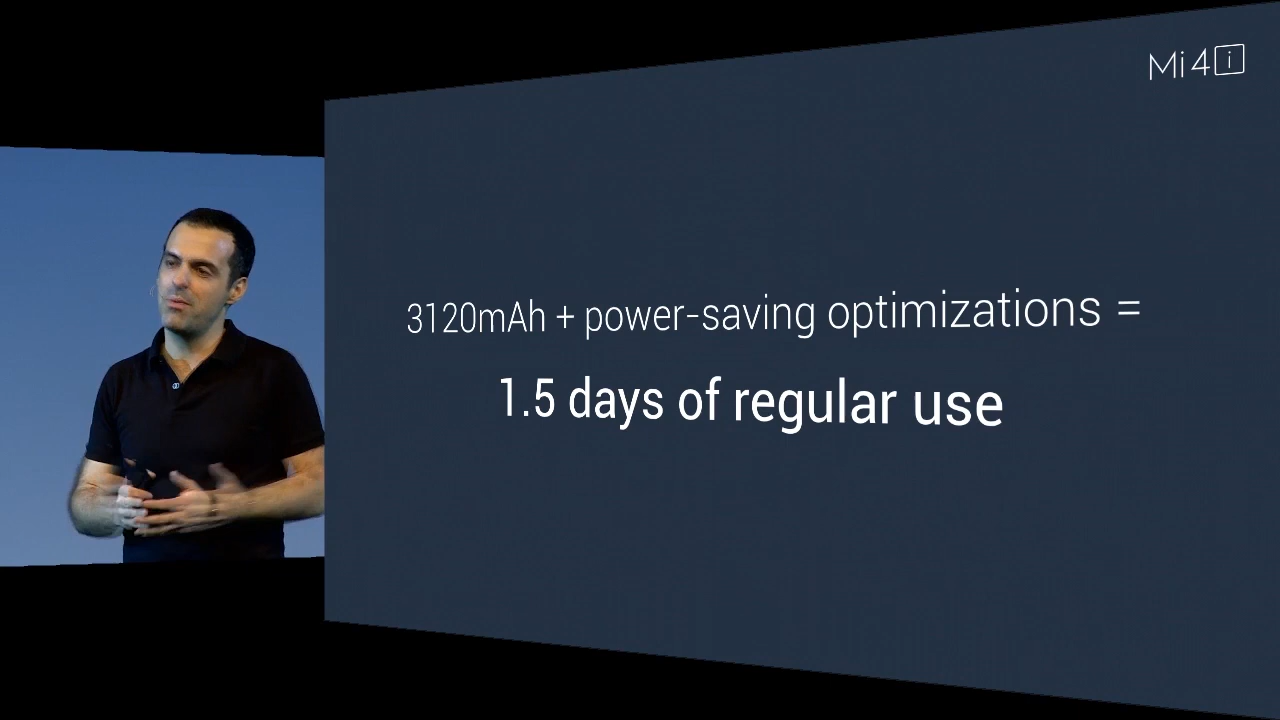 Mi 4i
3120mAh + power-saving optimizations =
1.5 days of regular use